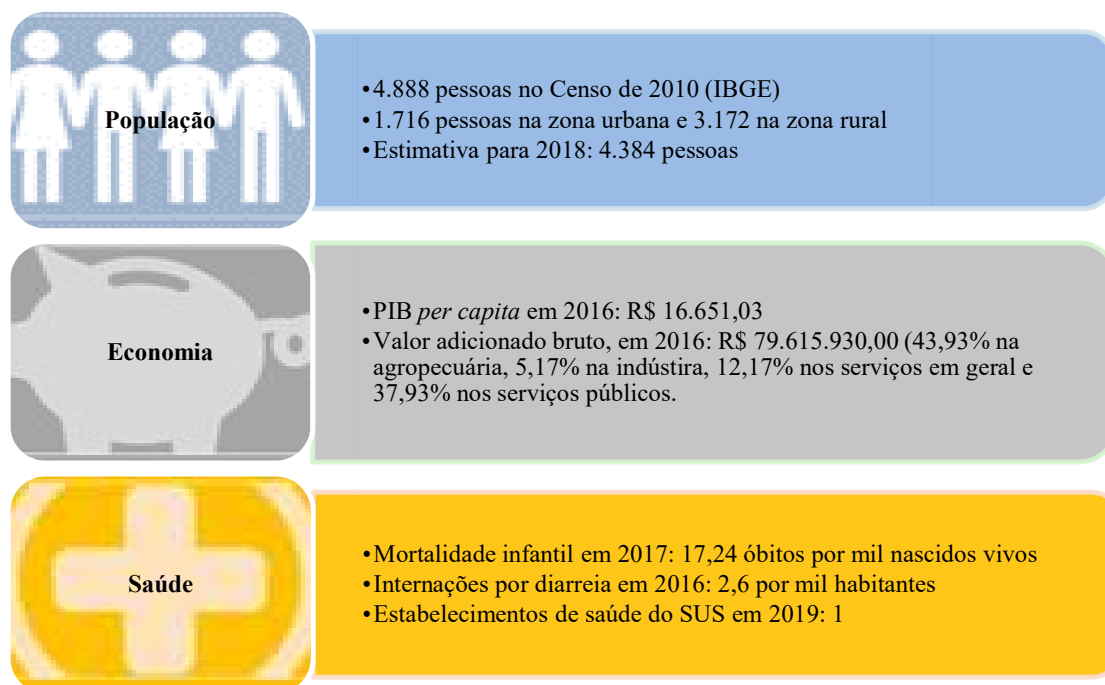 População
•4.888 pessoas no Censo de 2010 (IBGE)
•1.716 pessoas na zona urbana e 3.172 na zona rural
•Estimativa para 2018: 4.384 pessoas
Economia
•PIB per capita em 2016: R$ 16.651,03
•Valor adicionado bruto, em 2016: R$ 79.615.930,00 (43,93% na
agropecuária, 5,17% na indústira, 12,17% nos serviços em geral e
37,93% nos serviços públicos.
Saúde
•Mortalidade infantil em 2017: 17,24 óbitos por mil nascidos vivos
•Internações por diarreia em 2016: 2,6 por mil habitantes
•Estabelecimentos de saúde do SUS em 2019: 1